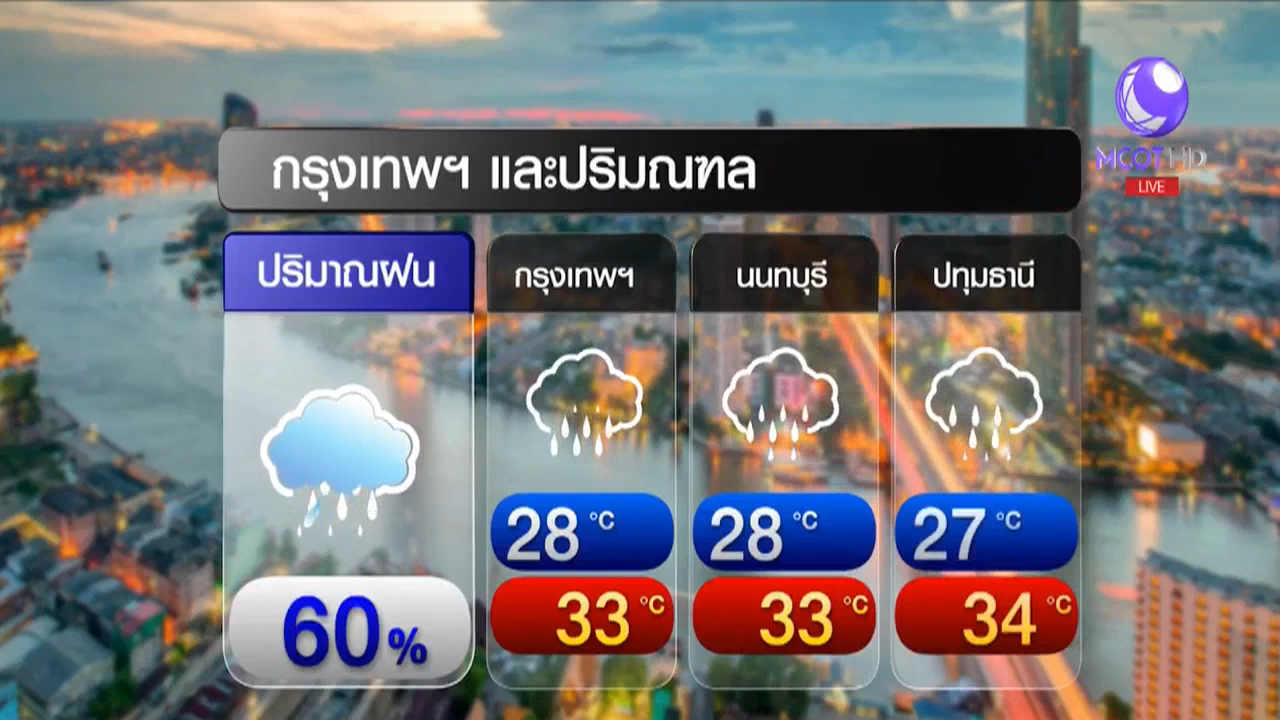 กรุงเทพฯ และปริมณฑล
MCOT HD
LIVE
ปริมาณฝน
กรุงเทพฯ
นนทบุรี
ปทุมธานี
28 °C
28 °C
27 °C
60%
33 °C
33 °C
34 °C